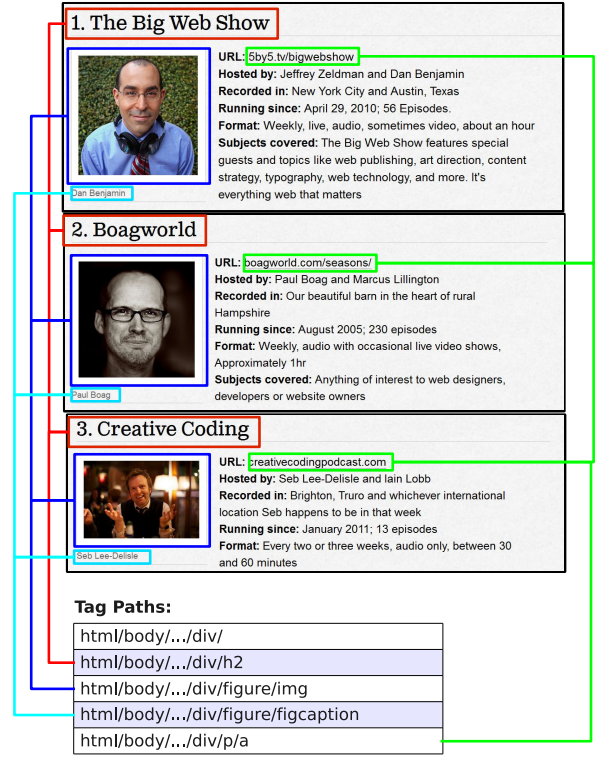 1. The Big Web Show
URL: 5by5.tv/bigwebshow
Hosted by: Jeffrey Zeldman and Dan Benjamin
Recorded in: New York City and Austin, Texas
Running since: April 29, 2010; 56 Episodes.
Format: Weekly, live, audio, sometimes video, about an hour
Subjects covered: The Big Web Show features special
guests and topics like web publishing, art direction, content
strategy, typography, web technology, and more. It's
everything web that matters
Dan Benjamin
2. Boagworld
URL: boagworld.com/seasons/
Hosted by: Paul Boag and Marcus Lillington
Recorded in: Our beautiful barn in the heart of rural
Hampshire
Running since: August 2005; 230 episodes
Format: Weekly, audio with occasional live video shows,
Approximately 1hr
Subjects covered: Anything of interest to web designers,
developers or website owners
Paul Boag
3. Creative Coding
URL: creativecodingpodcast.com
Hosted by: Seb Lee-Delisle and Iain Lobb
Recorded in: Brighton, Truro and whichever international
location Seb happens to be in that week
Running since: January 2011; 13 episodes
Format: Every two or three weeks, audio only, between 30
and 60 minutes
Seb Lee-Delisle
Tag Paths:
html/body/.../div/
html/body/.../div/h2
html/body/.../div/figure/img
html/body/.../div/figure/figcaption
html/body/.../div/p/a